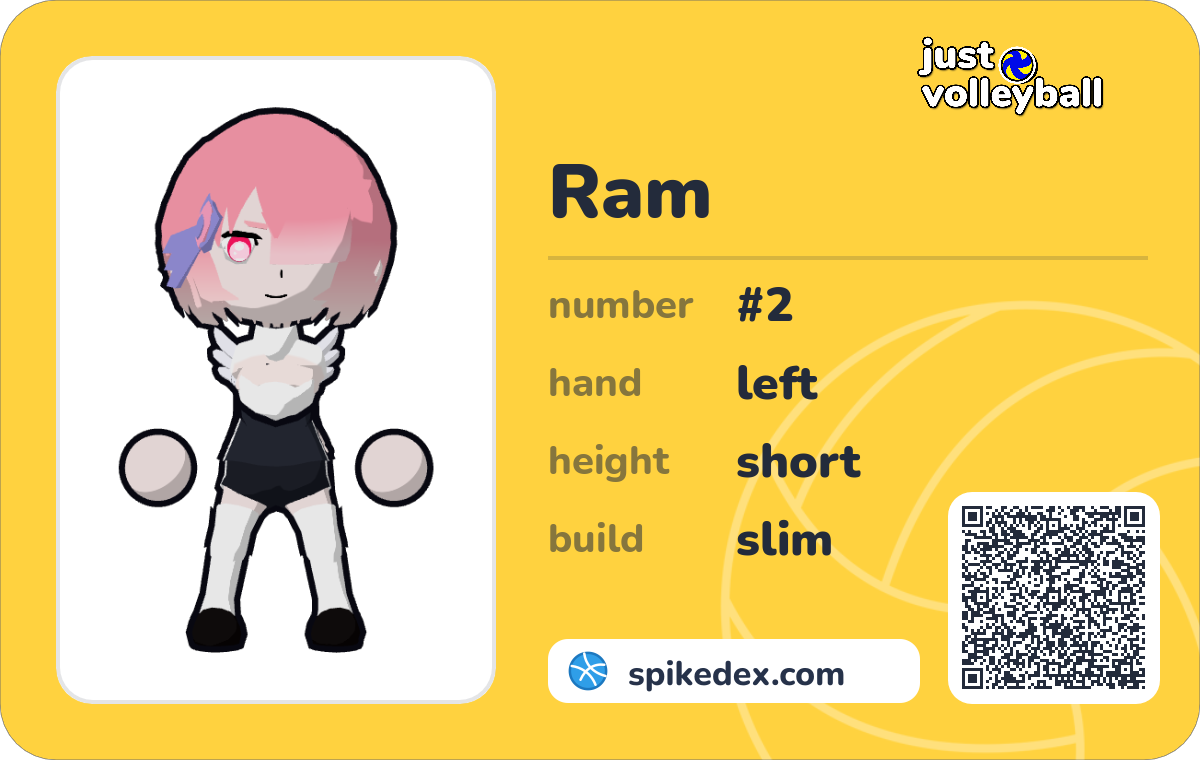 just
volleyball
Ram
number #2
hand left
height short
build slim
spikedex.com